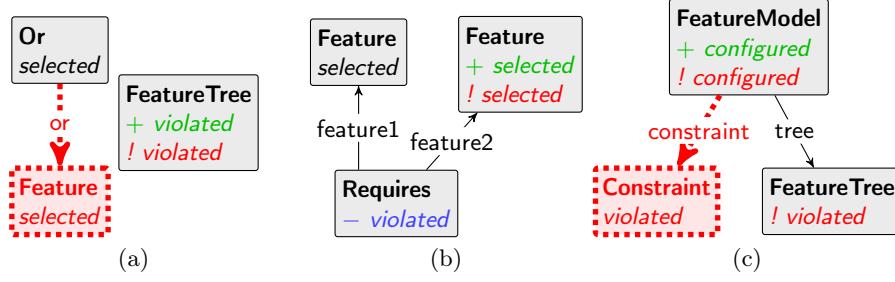 Or
selected
or
Feature
selected
FeatureTree
+ violated
! violated
(a)
Feature
selected
Feature
+ selected
! selected
feature1
feature2
Requires
− violated
(b)
FeatureModel
+ configured
! configured
constraint
tree
Constraint
violated
FeatureTree
! violated
(c)